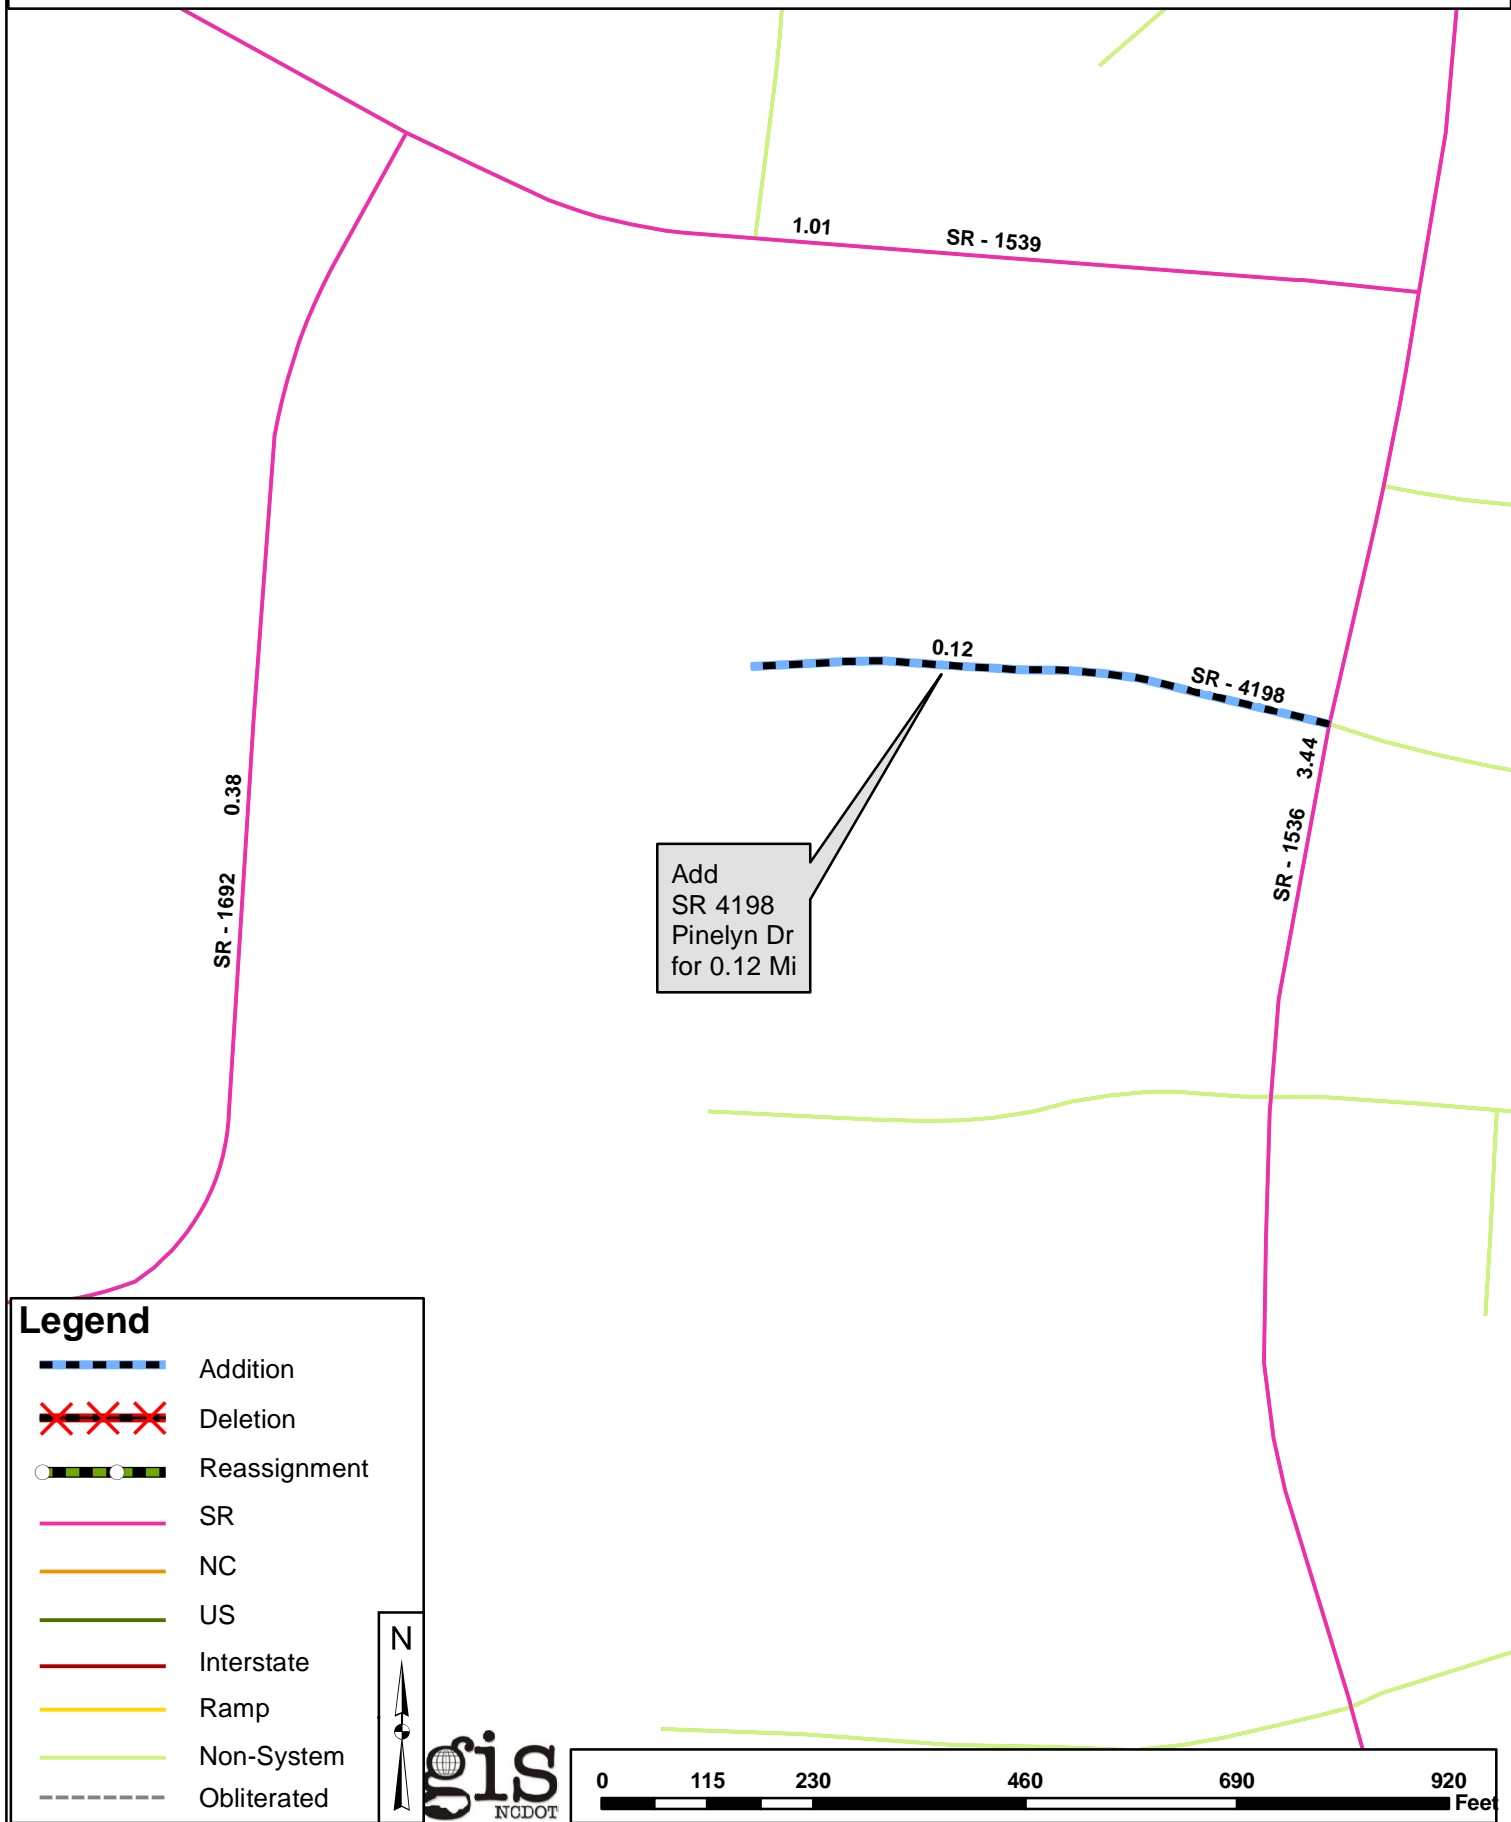 1.01
SR - 1539
0.12
SR - 4198
3.44
SR - 1536
0.38
SR - 1692
Add
SR 4198
Pinelyn Dr
for 0.12 Mi
Legend
Addition
Deletion
Reassignment
SR
NC
US
Interstate
Ramp
Non-System
Obliterated
N
gis
NCDOT
0 115 230 460 690 920
Feet